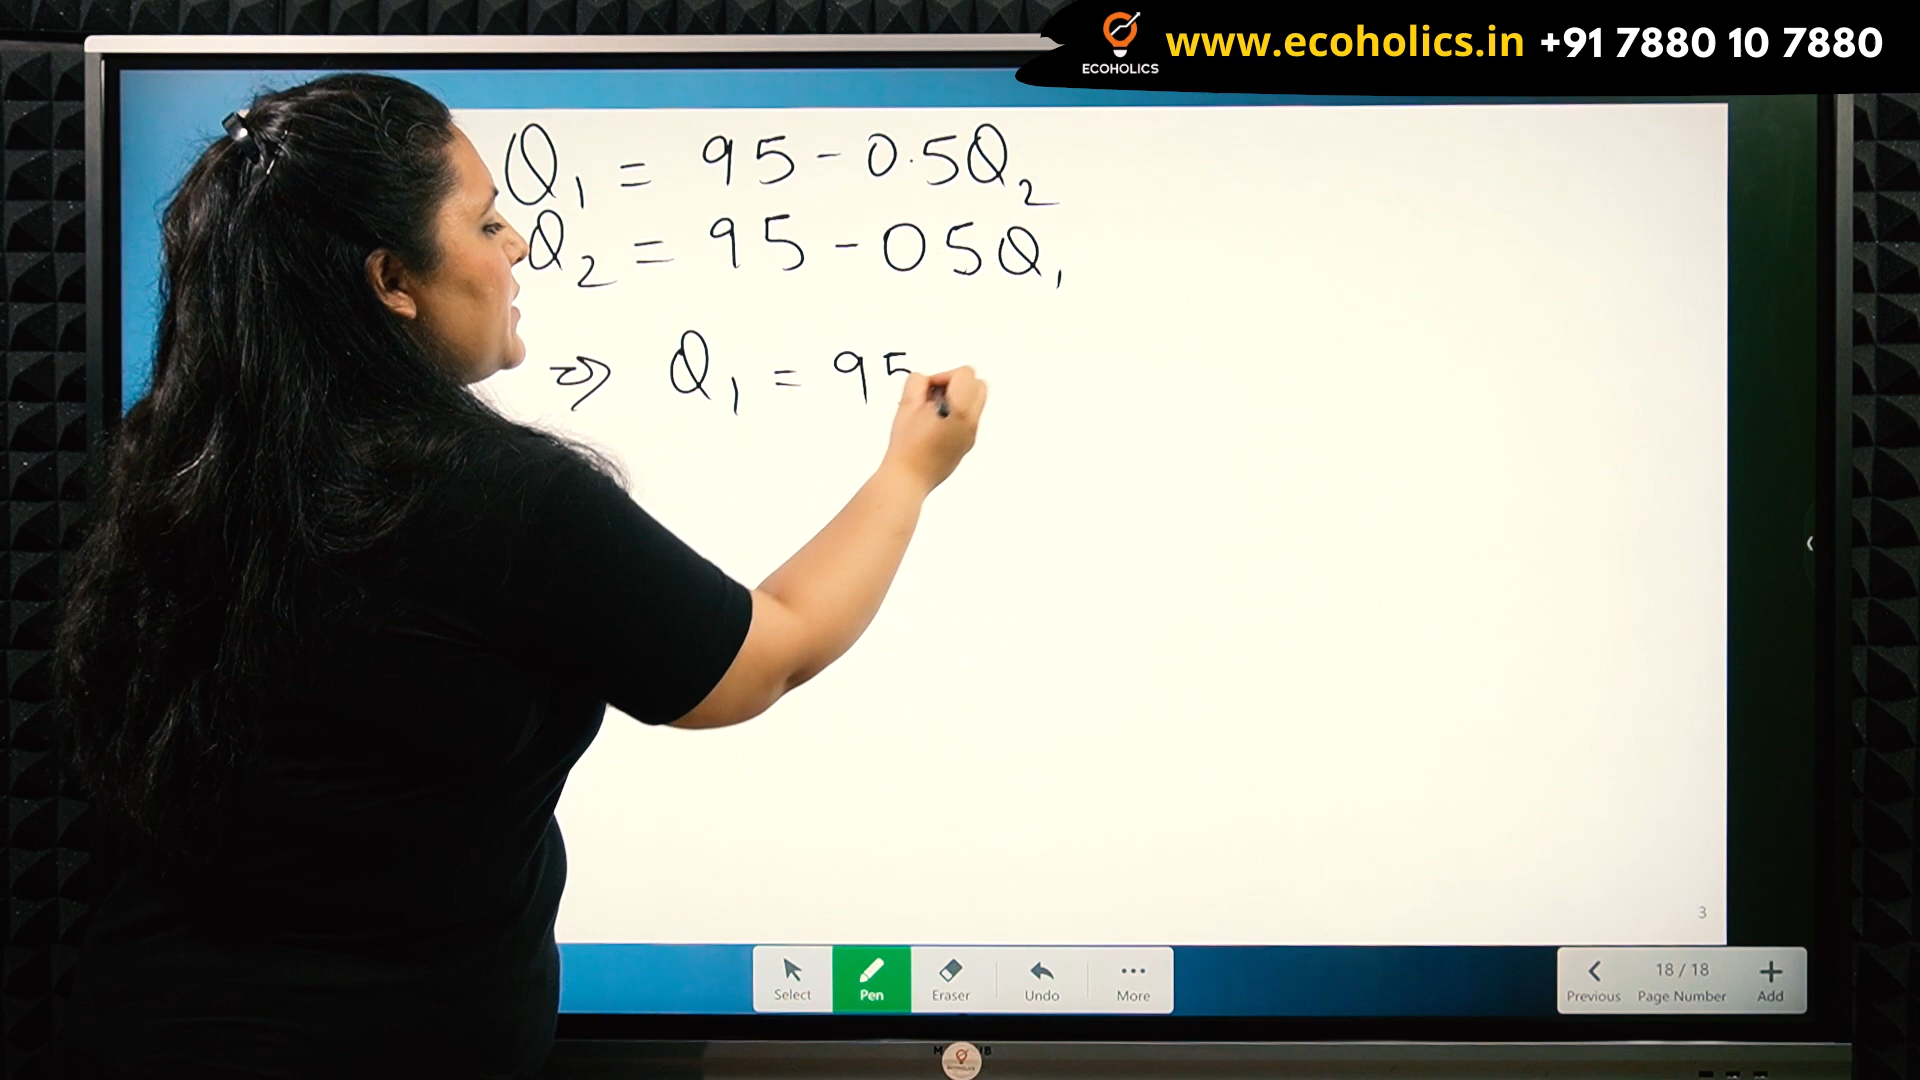 ECOHOLICS
www.ecoholics.in +91 7880 10 7880
Q₁ = 95 - 0.5Q₂
Q₂ = 95 - 05Q₁
⇒ Q₁ = 95
3
Select
Pen
Eraser
Undo
More
Previous
18 / 18
Page Number
Add